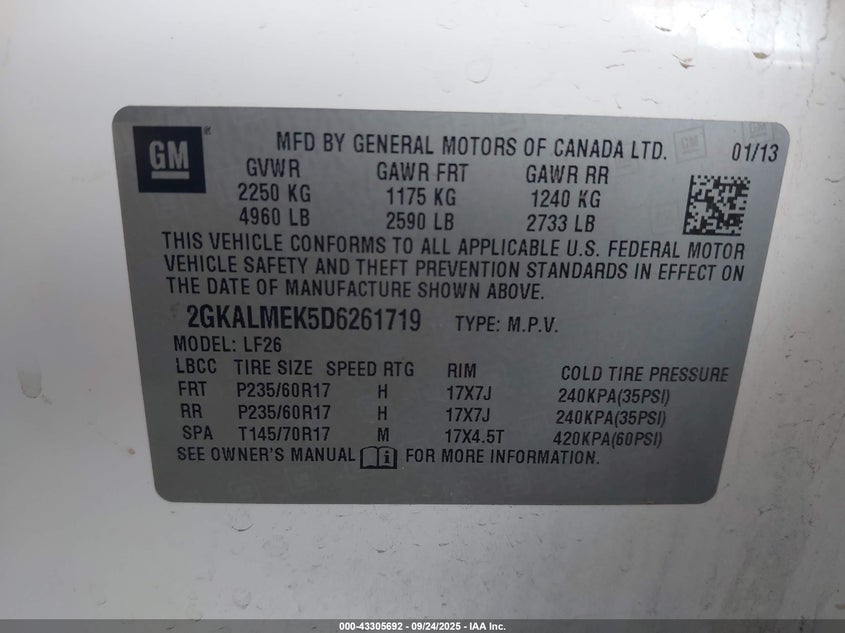 GM
MFD BY GENERAL MOTORS OF CANADA LTD. 01/13
GVWR GAWR FRT GAWR RR
2250 KG 1175 KG 1240 KG
4960 LB 2590 LB 2733 LB
THIS VEHICLE CONFORMS TO ALL APPLICABLE U.S. FEDERAL MOTOR
VEHICLE SAFETY AND THEFT PREVENTION STANDARDS IN EFFECT ON
THE DATE OF MANUFACTURE SHOWN ABOVE.
2GKALMEK5D6261719 TYPE: M.P.V.
MODEL: LF26
LBCC TIRE SIZE SPEED RTG RIM COLD TIRE PRESSURE
FRT P235/60R17 H 17X7J 240KPA(35PSI)
RR P235/60R17 H 17X7J 240KPA(35PSI)
SPA T145/70R17 M 17X4.5T 420KPA(60PSI)
SEE OWNER'S MANUAL i FOR MORE INFORMATION.
000-43305692 - 09/24/2025 - IAA Inc.